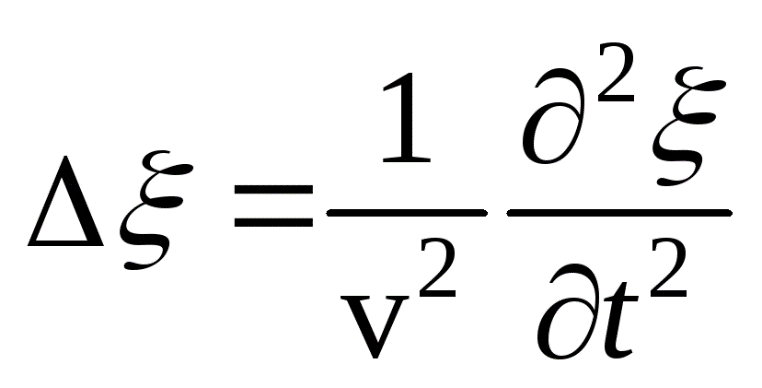 Δξ = 1/v² ∂²ξ/∂t²